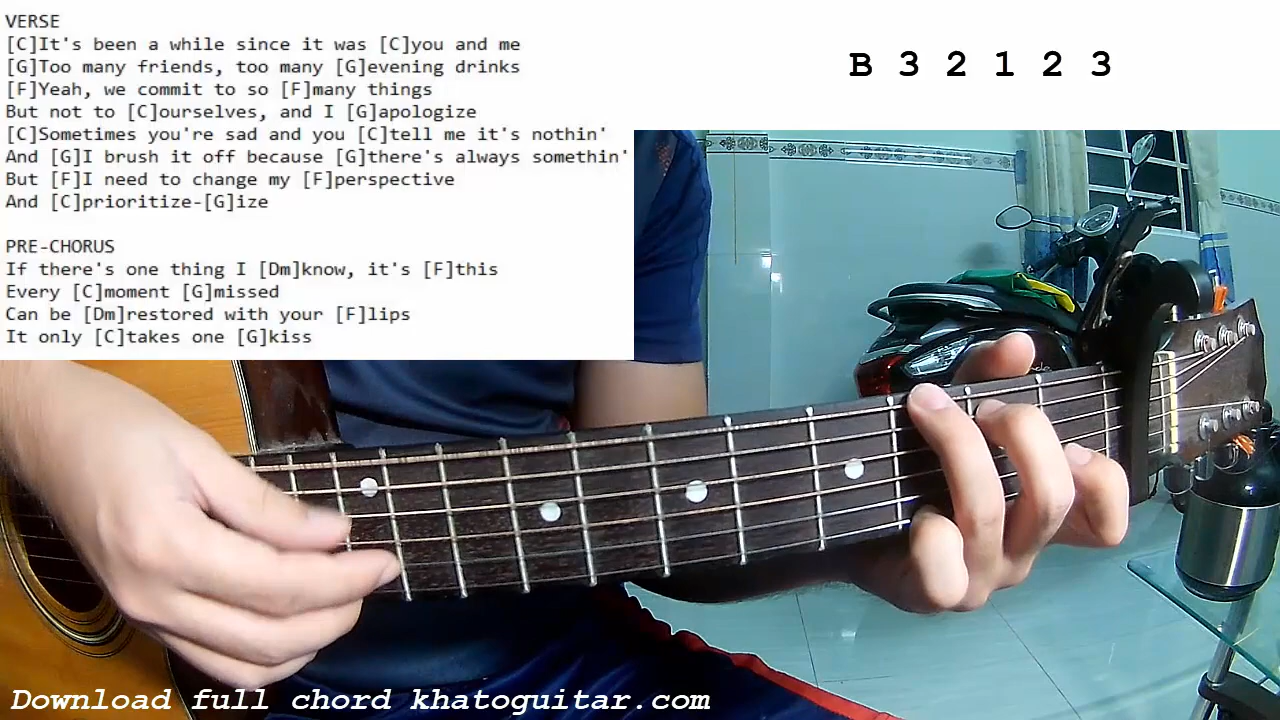 VERSE
[C]It's been a while since it was [C]you and me
[G]Too many friends, too many [G]evening drinks
[F]Yeah, we commit to so [F]many things
But not to [C]ourselves, and I [G]apologize
[C]Sometimes you're sad and you [C]tell me it's nothin'
And [G]I brush it off because [G]there's always somethin'
But [F]I need to change my [F]perspective
And [C]prioritize-[G]ize
PRE-CHORUS
If there's one thing I [Dm]know, it's [F]this
Every [C]moment [G]missed
Can be [Dm]restored with your [F]lips
It only [C]takes one [G]kiss
B 3 2 1 2 3
Download full chord khatoguitar.com